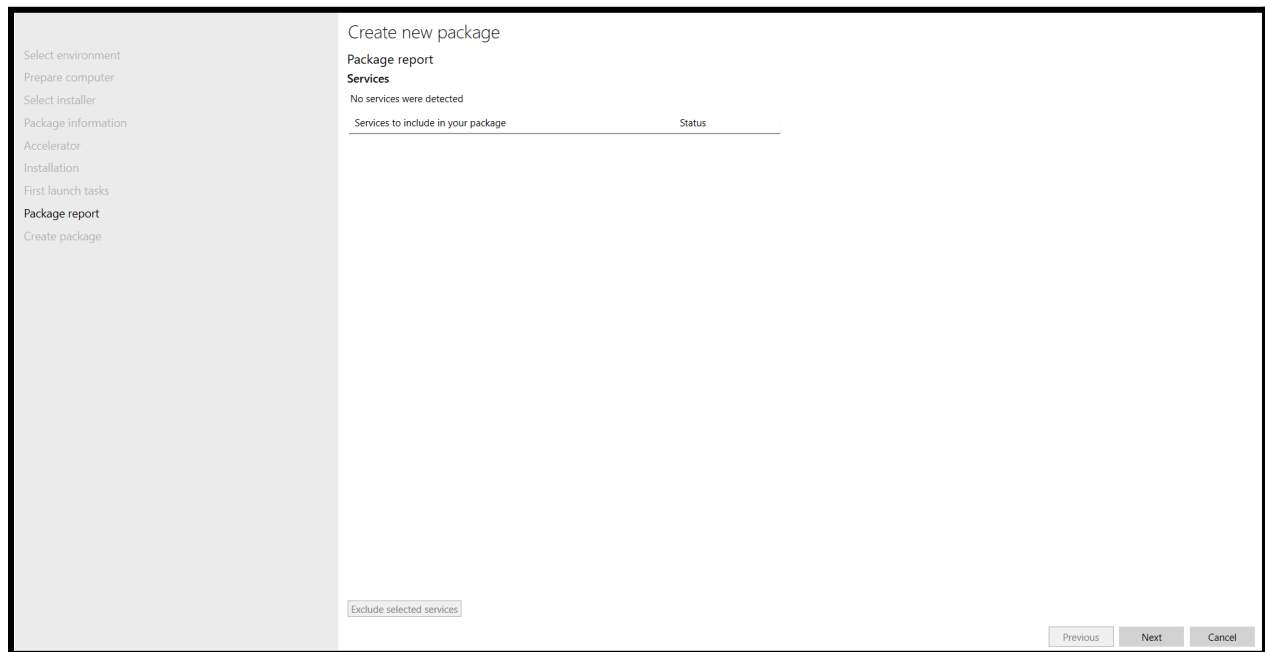 Select environment
Prepare computer
Select installer
Package information
Accelerator
Installation
First launch tasks
Package report
Create package
Create new package
Package report
Services
No services were detected
Services to include in your package Status
Exclude selected services
Previous Next Cancel